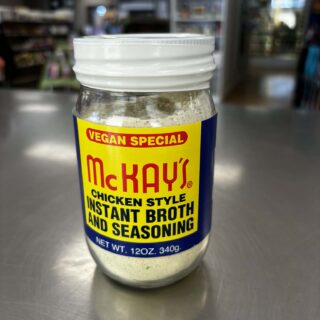 VEGAN SPECIAL
McKAY'S®
CHICKEN STYLE
INSTANT BROTH
AND SEASONING
NET WT. 12OZ. 340g.